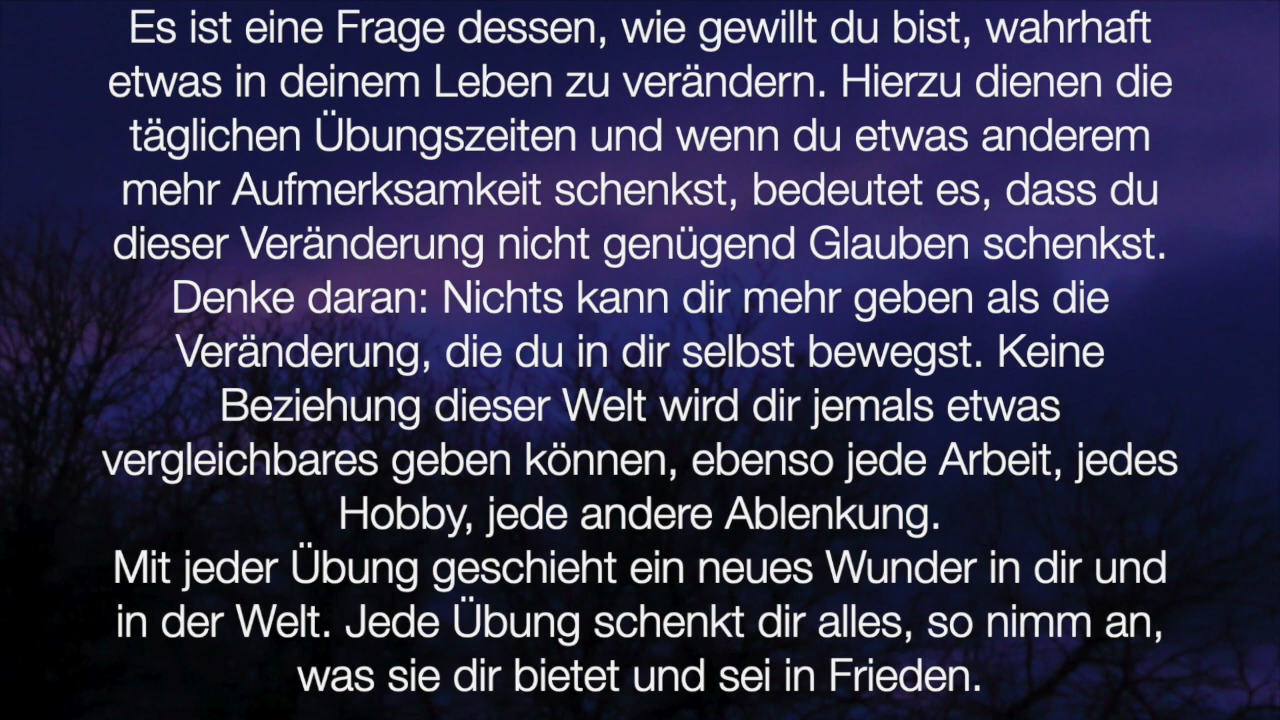 Es ist eine Frage dessen, wie gewillt du bist, wahrhaft
etwas in deinem Leben zu verändern. Hierzu dienen die
täglichen Übungszeiten und wenn du etwas anderem
mehr Aufmerksamkeit schenkst, bedeutet es, dass du
dieser Veränderung nicht genügend Glauben schenkst.
Denke daran: Nichts kann dir mehr geben als die
Veränderung, die du in dir selbst bewegst. Keine
Beziehung dieser Welt wird dir jemals etwas
vergleichbares geben können, ebenso jede Arbeit, jedes
Hobby, jede andere Ablenkung.
Mit jeder Übung geschieht ein neues Wunder in dir und
in der Welt. Jede Übung schenkt dir alles, so nimm an,
was sie dir bietet und sei in Frieden.